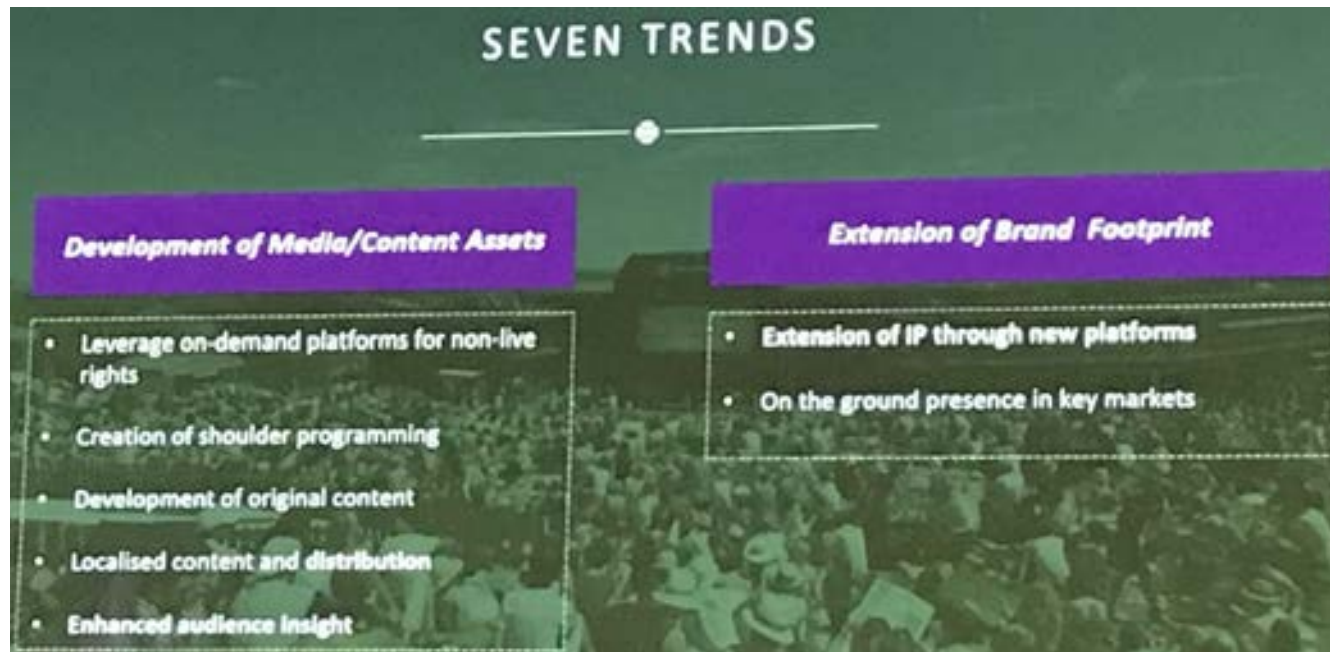 SEVEN TRENDS
Development of Media/Content Assets
• Leverage on-demand platforms for non-live
rights
• Creation of shoulder programming
• Development of original content
• Localised content and distribution
• Enhanced audience insight
Extension of Brand Footprint
• Extension of IP through new platforms
• On the ground presence in key markets